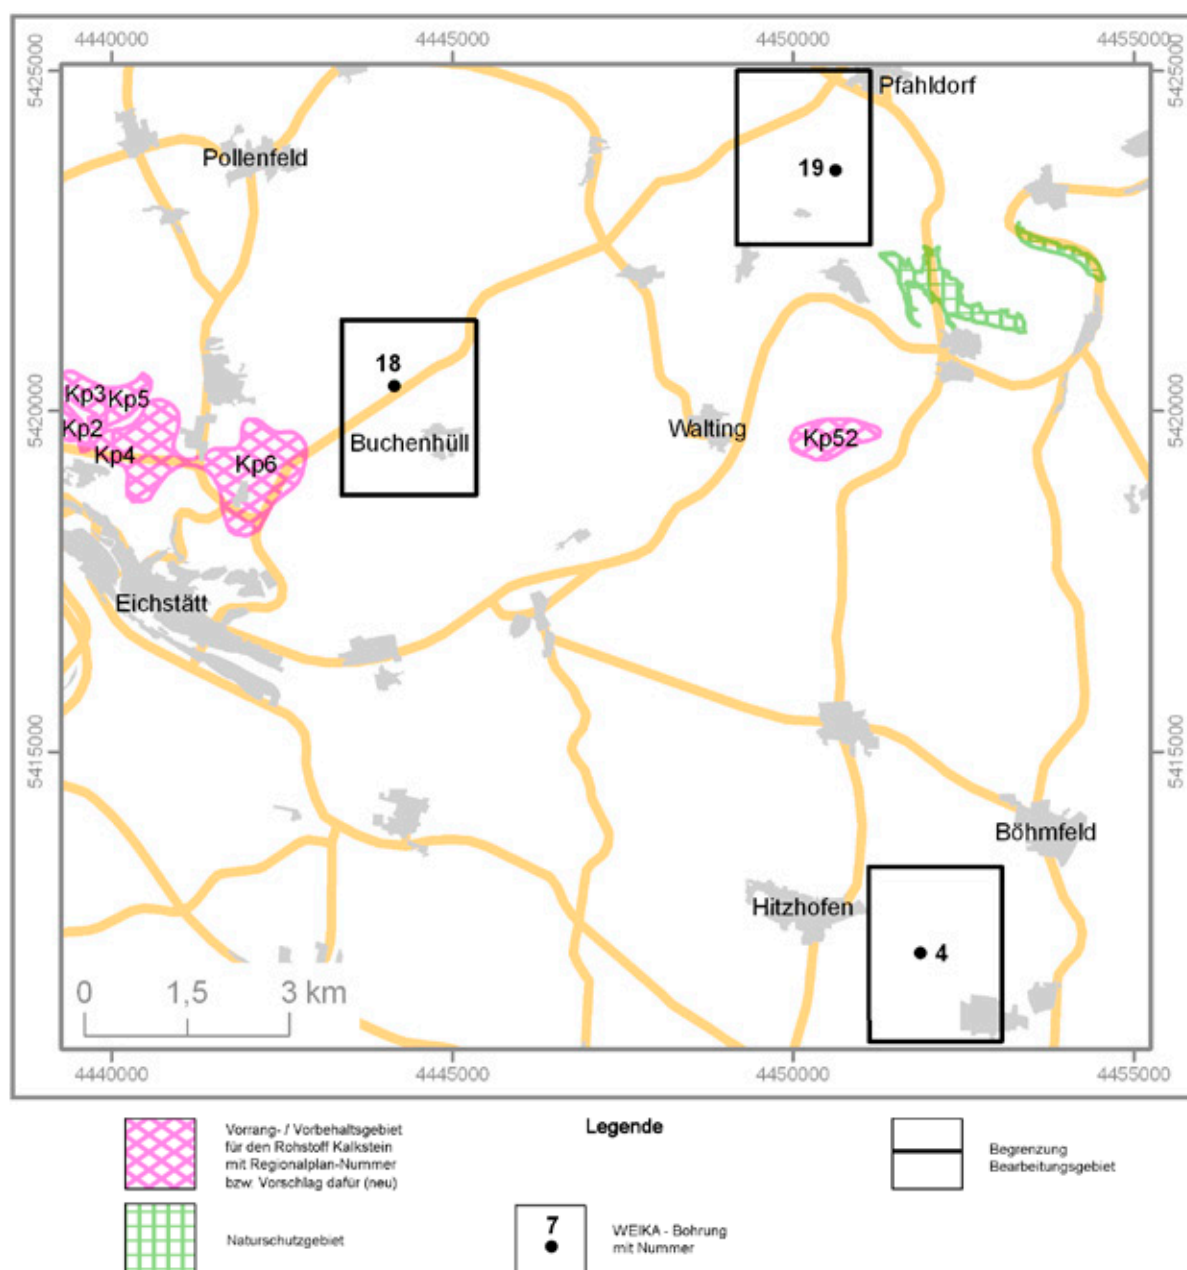 4440000 4445000 4450000 4455000
5425000 5425000
Pfahldorf
Pollenfeld
19
18
Kp3 Kp5
5420000 5420000
Kp2
Kp4
Kp6
Buchenhüll
Walting
Kp52
Eichstätt
5415000 5415000
Böhmfeld
Hitzhofen
4
0 1,5 3 km
4440000 4445000 4450000 4455000
Legende
Vorrang- / Vorbehaltsgebiet
für den Rohstoff Kalkstein
mit Regionalplan-Nummer
bzw. Vorschlag dafür (neu)
Begrenzung
Bearbeitungsgebiet
Naturschutzgebiet
7
WEIKA - Bohrung
mit Nummer